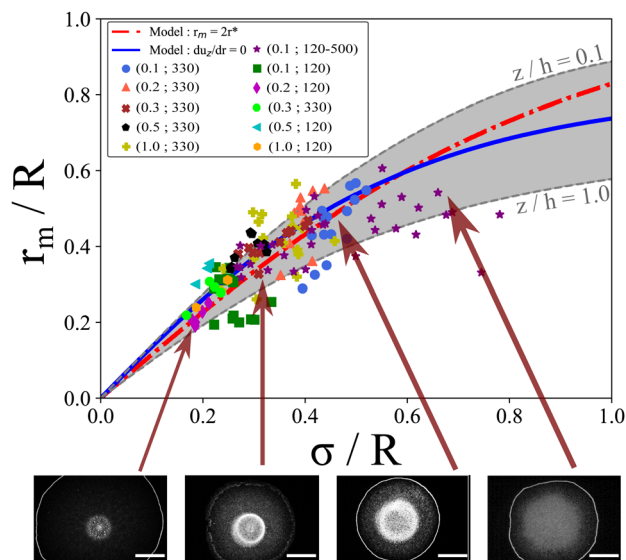 Model : r_m = 2r*
Model : du_z/dr = 0
(0.1 ; 330)
(0.2 ; 330)
(0.3 ; 330)
(0.5 ; 330)
(1.0 ; 330)
(0.1 ; 120-500)
(0.1 ; 120)
(0.2 ; 120)
(0.3 ; 330)
(0.5 ; 120)
(1.0 ; 120)
z/h = 0.1
z/h = 1.0
r_m / R
1.0
0.8
0.6
0.4
0.2
0.0
0.0 0.2 0.4 0.6 0.8 1.0
σ / R